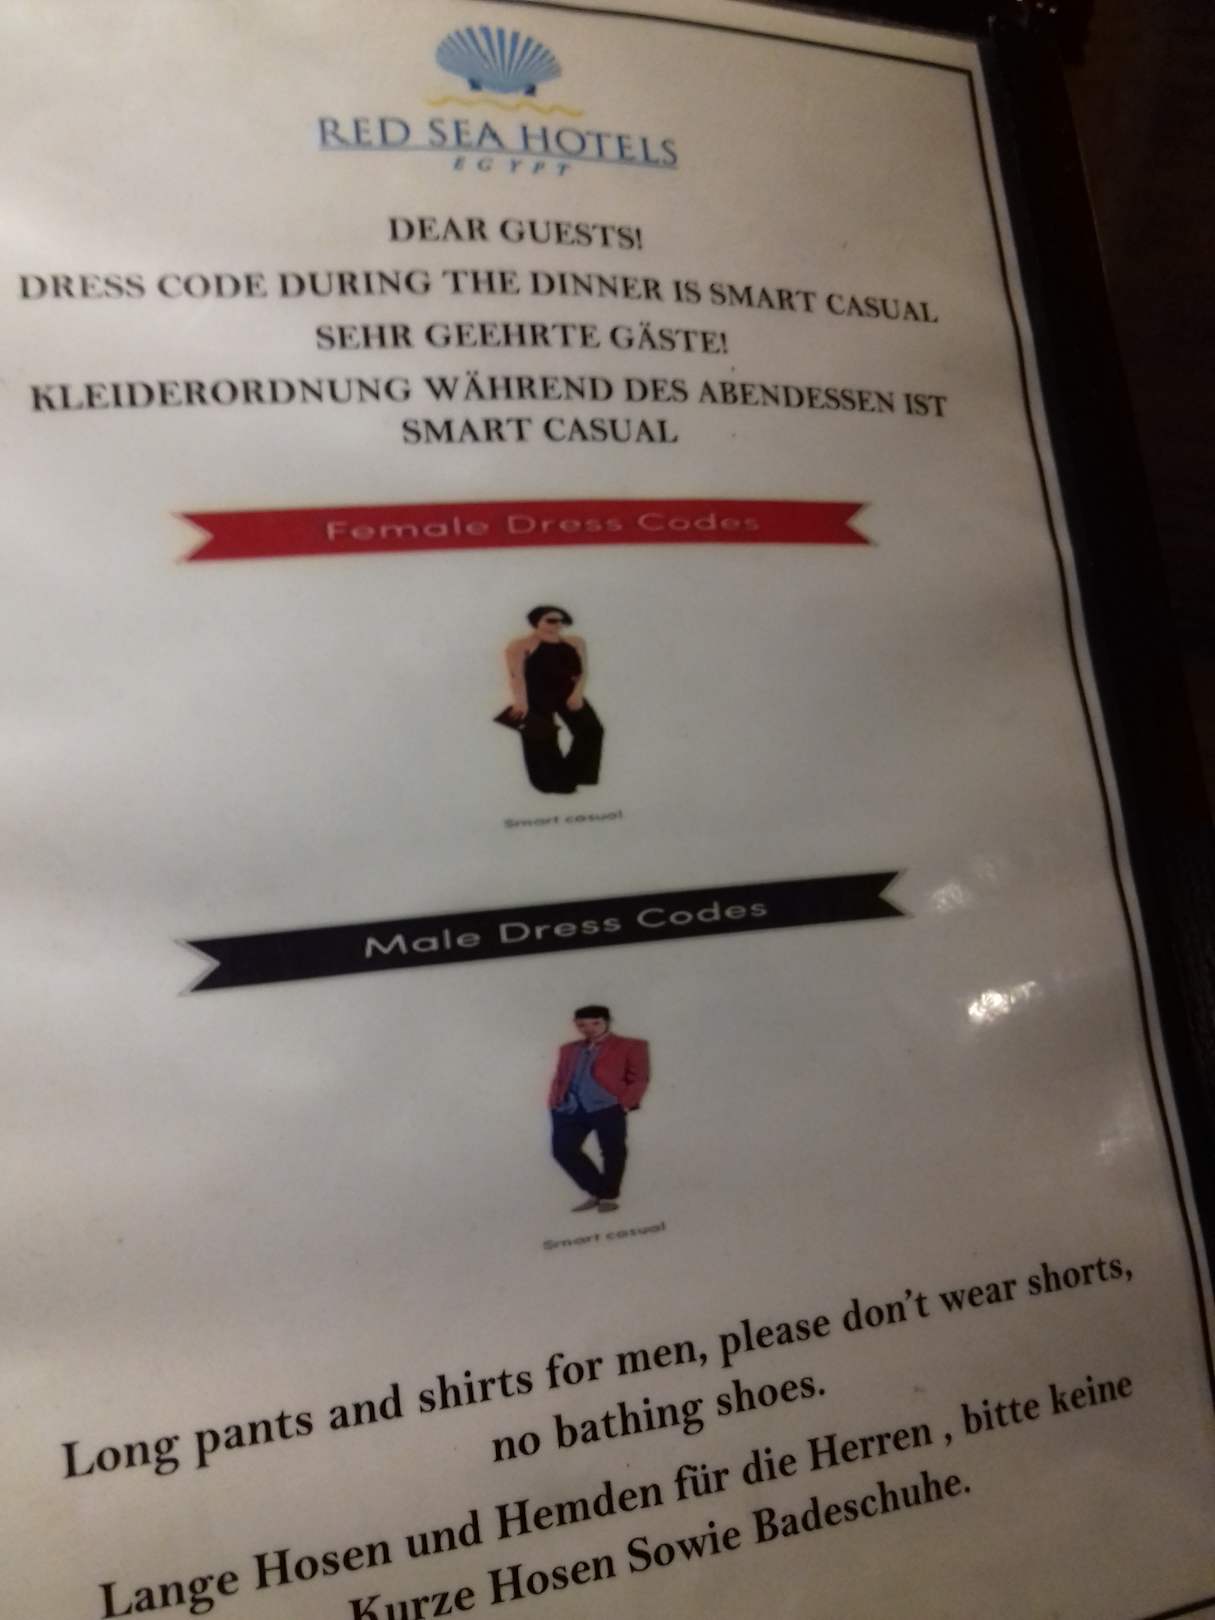 RED SEA HOTELS
EGYPT
DEAR GUESTS!
DRESS CODE DURING THE DINNER IS SMART CASUAL
SEHR GEEHRTE GÄSTE!
KLEIDERORDNUNG WÄHREND DES ABENDESSEN IST
SMART CASUAL
Female Dress Codes
Smart casual
Male Dress Codes
Smart casual
Long pants and shirts for men, please don't wear shorts,
no bathing shoes.
Lange Hosen und Hemden für die Herren , bitte keine
Kurze Hosen Sowie Badeschuhe.